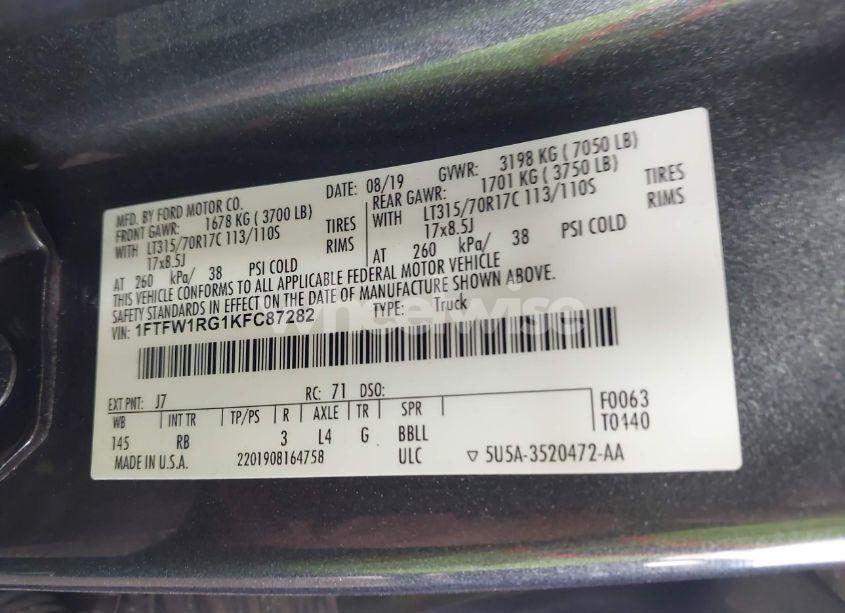 MFD. BY FORD MOTOR CO.
DATE: 08/19 GVWR: 3198 KG ( 7050 LB)
FRONT GAWR: 1678 KG ( 3700 LB)
WITH LT315/70R17C 113/110S TIRES
17x8.5J RIMS
AT 260 kPa/ 38 PSI COLD
REAR GAWR: 1701 KG ( 3750 LB)
WITH LT315/70R17C 113/110S TIRES
17x8.5J RIMS
AT 260 kPa/ 38 PSI COLD
THIS VEHICLE CONFORMS TO ALL APPLICABLE FEDERAL MOTOR VEHICLE
SAFETY STANDARDS IN EFFECT ON THE DATE OF MANUFACTURE SHOWN ABOVE.
VIN: 1FTFW1RG1KFC87282 TYPE: Truck
wheelerwise
EXT PNT: J7 RC: 71 DSO:
WB INT TR TP/PS R AXLE TR SPR
145 RB 3 L4 G BBLL
F0063
T0440
MADE IN U.S.A. 2201908164758 ULC ▽ 5U5A-3520472-AA